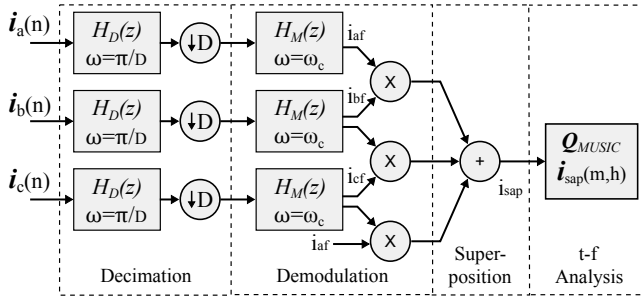 i_a(n)
H_D(z)
ω=π/D
↓D
H_M(z)
ω=ω_c
i_af
X
i_b(n)
H_D(z)
ω=π/D
↓D
H_M(z)
ω=ω_c
i_bf
X
i_c(n)
H_D(z)
ω=π/D
↓D
H_M(z)
ω=ω_c
i_cf
i_af
X
+
i_sap
Q_MUSIC
i_sap(m,h)
Decimation
Demodulation
Super-
position
t-f
Analysis